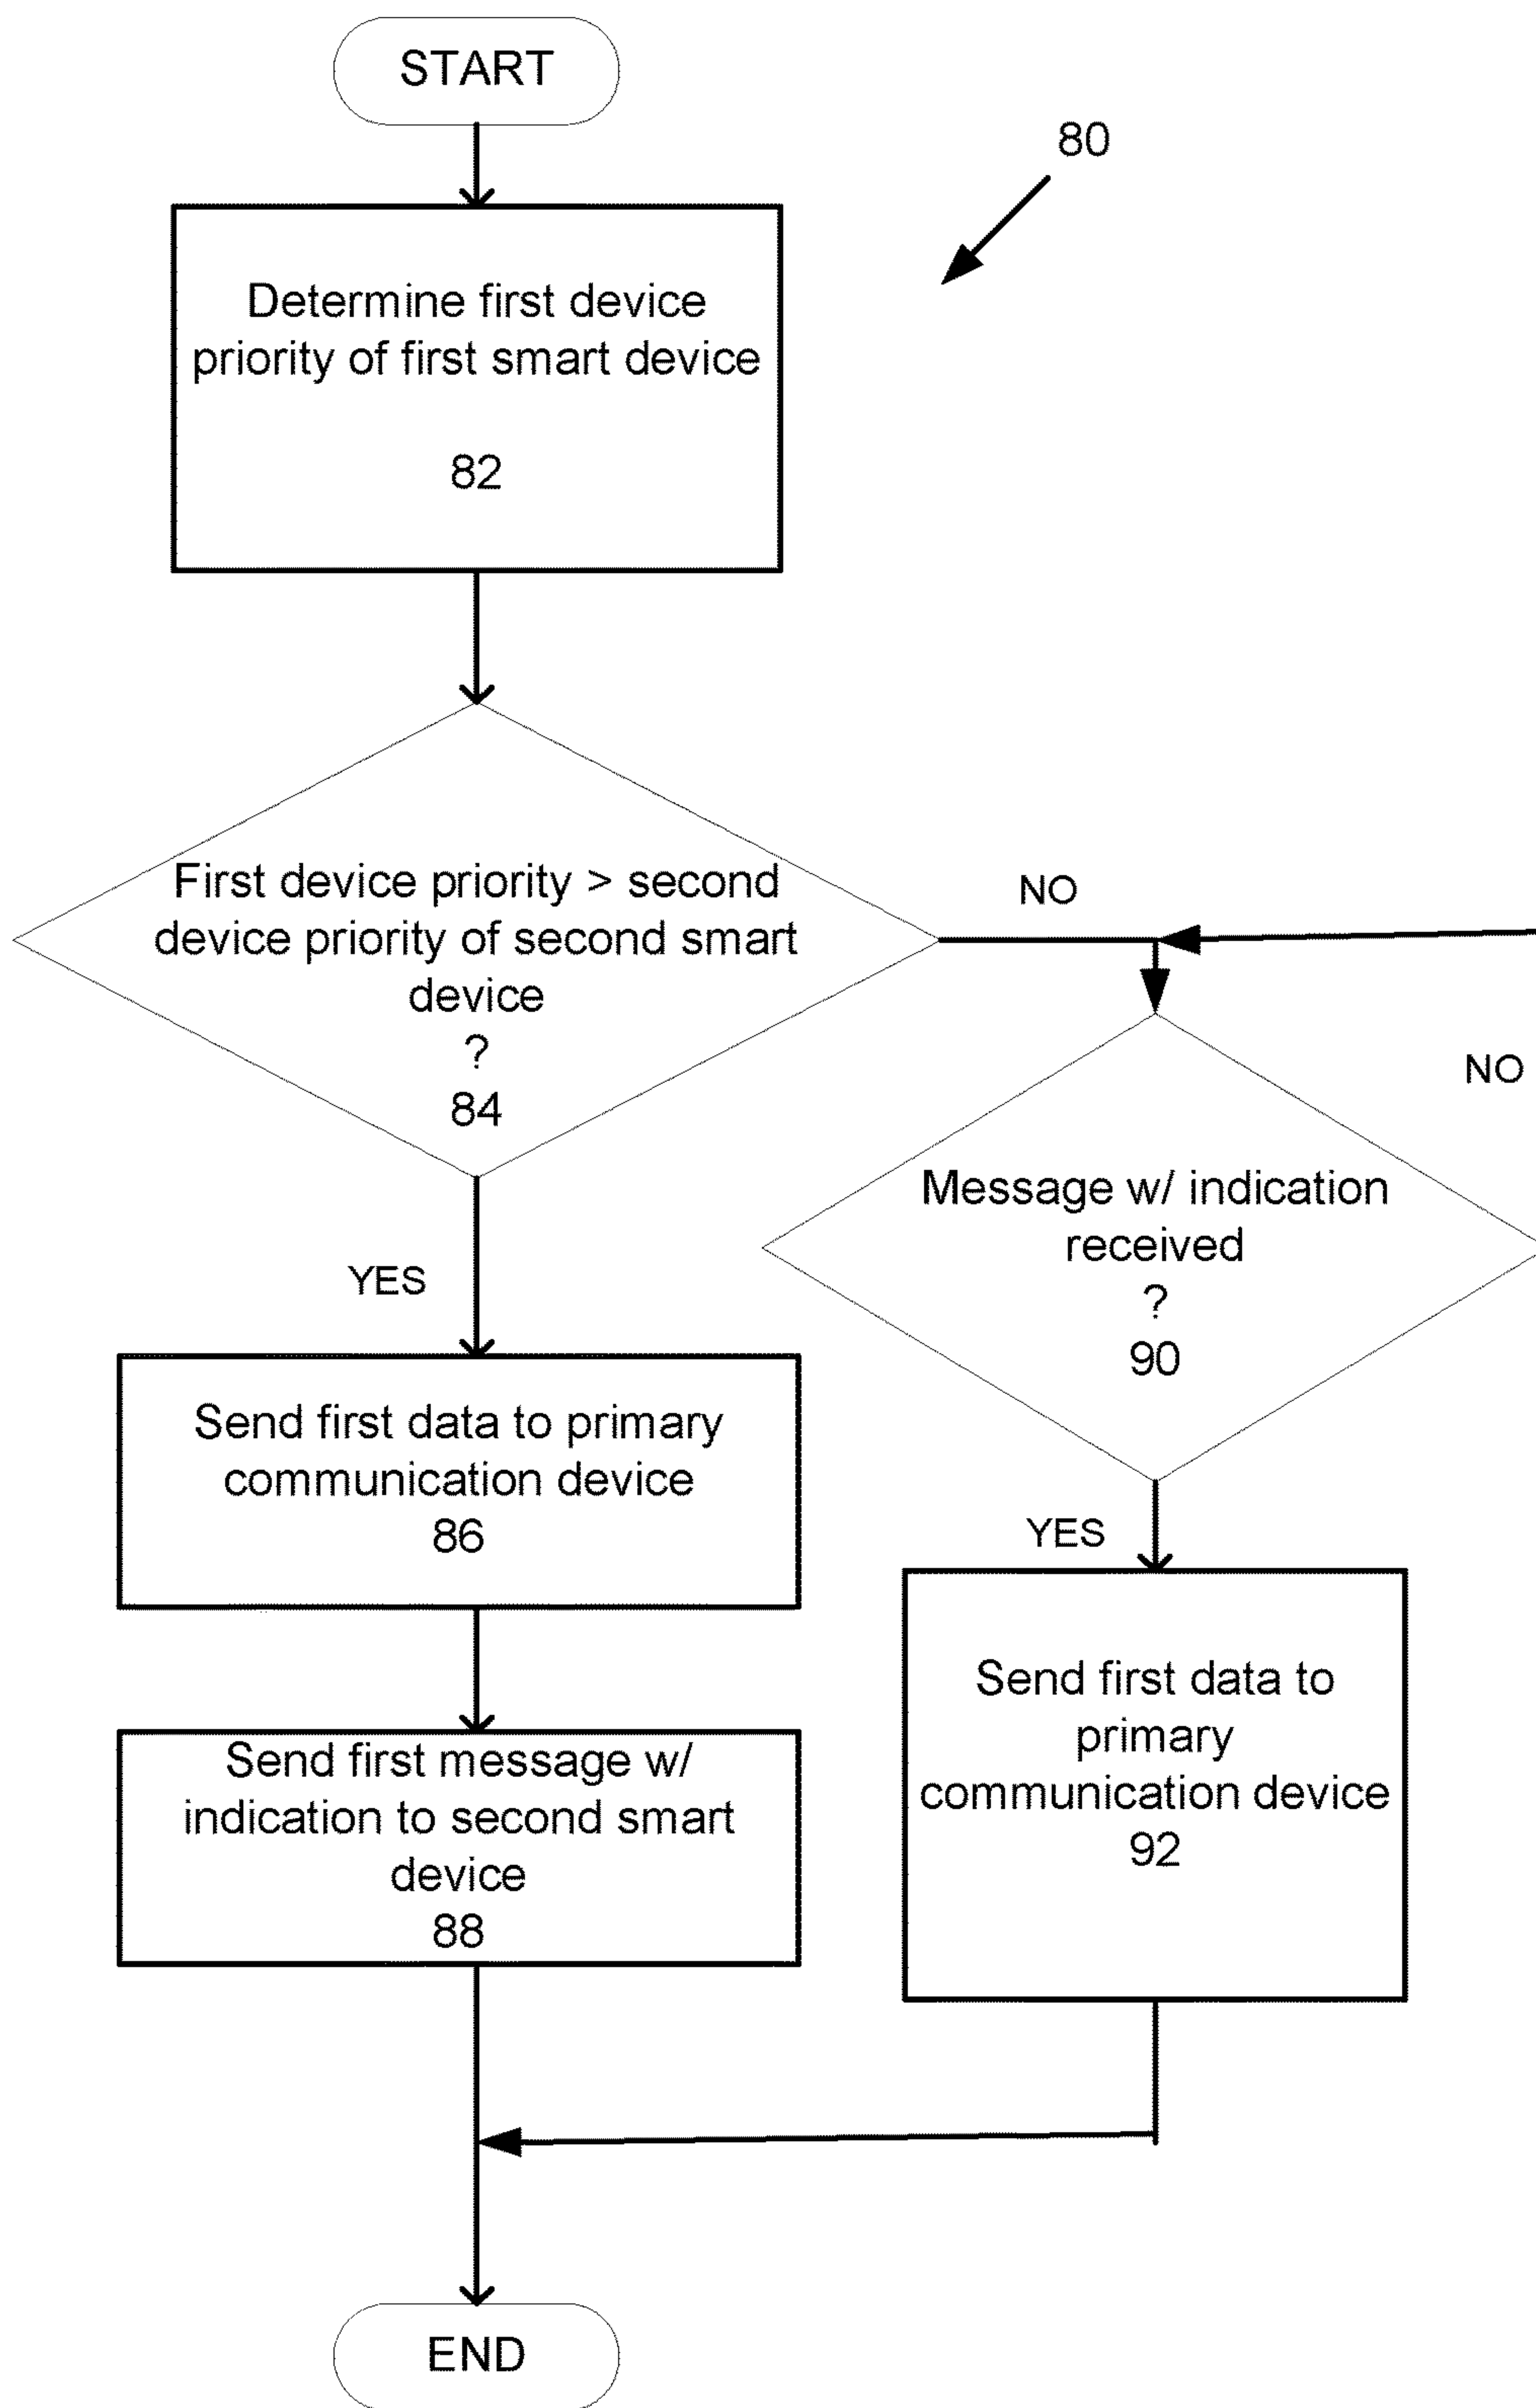 START
80
Determine first device
priority of first smart device
82
First device priority > second
device priority of second smart
device
?
84
NO
NO
Message w/ indication
received
?
90
YES
YES
Send first data to primary
communication device
86
Send first data to
primary
communication device
92
Send first message w/
indication to second smart
device
88
END